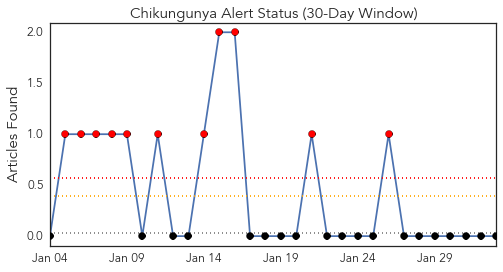 Chikungunya Alert Status (30-Day Window)
Articles Found
2.0
1.5
1.0
0.5
0.0
Jan 04 Jan 09 Jan 14 Jan 19 Jan 24 Jan 29